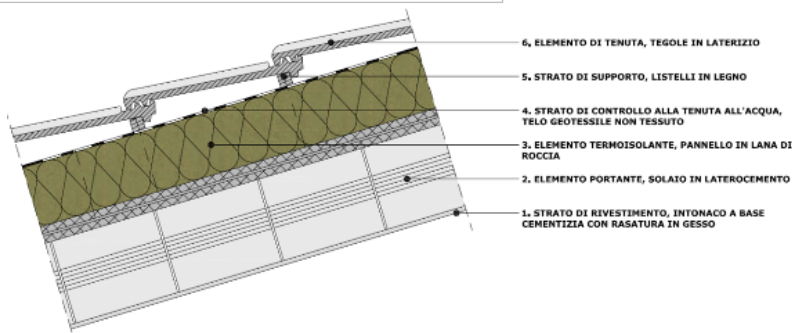 6. ELEMENTO DI TENUTA, TEGOLE IN LATERIZIO
5. STRATO DI SUPPORTO, LISTELLI IN LEGNO
4. STRATO DI CONTROLLO ALLA TENUTA ALL'ACQUA,
TELO GEOTESSILE NON TESSUTO
3. ELEMENTO TERMOISOLANTE, PANNELLO IN LANA DI
ROCCIA
2. ELEMENTO PORTANTE, SOLAIO IN LATEROCEMENTO
1. STRATO DI RIVESTIMENTO, INTONACO A BASE
CEMENTIZIA CON RASATURA IN GESSO